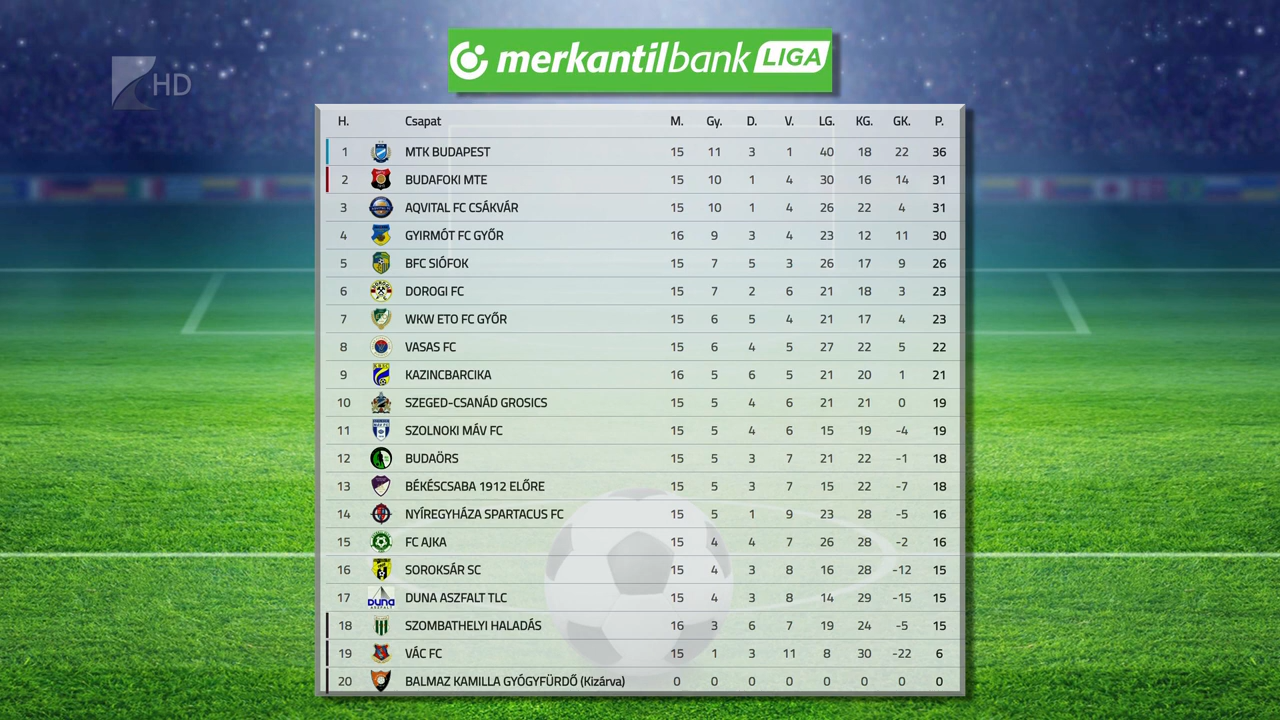 HD
merkantilbank LIGA
H. Csapat M. Gy. D. V. LG. KG. GK. P.
1 MTK BUDAPEST 15 11 3 1 40 18 22 36
2 BUDAFOKI MTE 15 10 1 4 30 16 14 31
3 AQVITAL FC CSÁKVÁR 15 10 1 4 26 22 4 31
4 GYIRMÓT FC GYŐR 16 9 3 4 23 12 11 30
5 BFC SIÓFOK 15 7 5 3 26 17 9 26
6 DOROGI FC 15 7 2 6 21 18 3 23
7 WKW ETO FC GYŐR 15 6 5 4 21 17 4 23
8 VASAS FC 15 6 4 5 27 22 5 22
9 KAZINCBARCIKA 16 5 6 5 21 20 1 21
10 SZEGED-CSANÁD GROSICS 15 5 4 6 21 21 0 19
11 SZOLNOKI MÁV FC 15 5 4 6 15 19 -4 19
12 BUDAÖRS 15 5 3 7 21 22 -1 18
13 BÉKÉSCSABA 1912 ELŐRE 15 5 3 7 15 22 -7 18
14 NYÍREGYHÁZA SPARTACUS FC 15 5 1 9 23 28 -5 16
15 FC AJKA 15 4 4 7 26 28 -2 16
16 SOROKSÁR SC 15 4 3 8 16 28 -12 15
17 DUNA ASZFALT TLC 15 4 3 8 14 29 -15 15
18 SZOMBATHELYI HALADÁS 16 3 6 7 19 24 -5 15
19 VÁC FC 15 1 3 11 8 30 -22 6
20 BALMAZ KAMILLA GYÓGYFÜRDŐ (Kizárva) 0 0 0 0 0 0 0 0